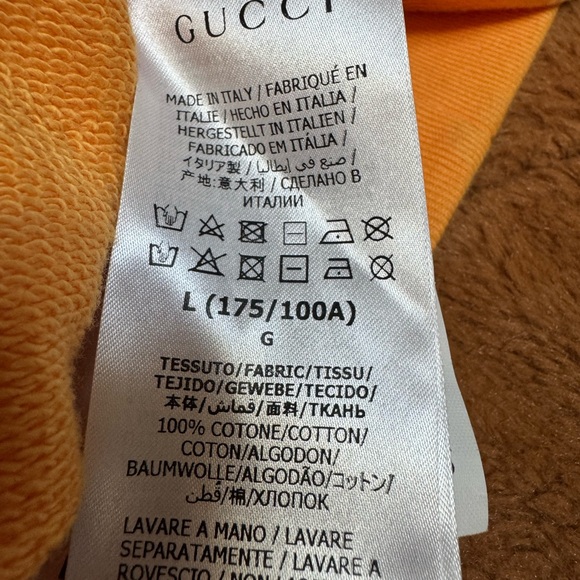 GUCCI
MADE IN ITALY / FABRIQUÉ EN
ITALIE / HECHO EN ITALIA /
HERGESTELLT IN ITALIEN /
FABRICADO EM ITÁLIA /
イタリア製 / صنع في إيطاليا /
产地:意大利 / СДЕЛАНО В
ИТАЛИИ
L (175/100A)
G
TESSUTO/FABRIC/TISSU/
TEJIDO/GEWEBE/TECIDO/
本体/قماش/面料/ТКАНЬ
100% COTONE/COTTON/
COTON/ALGODON/
BAUMWOLLE/ALGODÃO/コットン/
قطن/棉/ХЛОПОК
LAVARE A MANO / LAVARE
SEPARATAMENTE / LAVARE A
ROVESCIO / NON